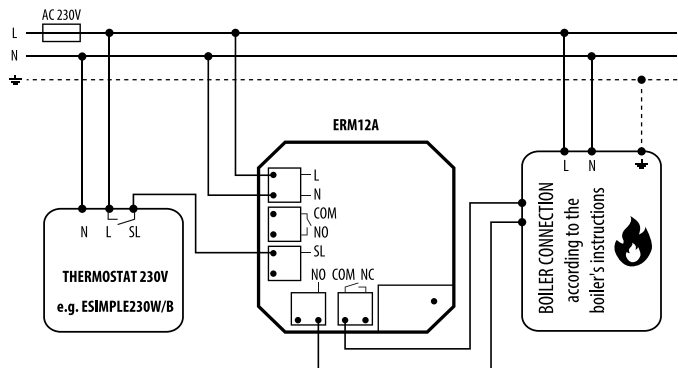 AC 230V
L
N
ERM12A
L
N
COM
NO
SL
NO COM NC
N L SL
THERMOSTAT 230V
e.g. ESIMPLE230W/B
L N
BOILER CONNECTION
according to the
boiler's instructions